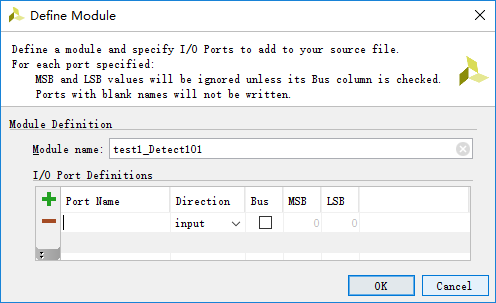 Define Module
Define a module and specify I/O Ports to add to your source file.
For each port specified:
MSB and LSB values will be ignored unless its Bus column is checked.
Ports with blank names will not be written.
Module Definition
Module name: test1_Detect101
I/O Port Definitions
Port Name Direction Bus MSB LSB
input 0 0
OK Cancel